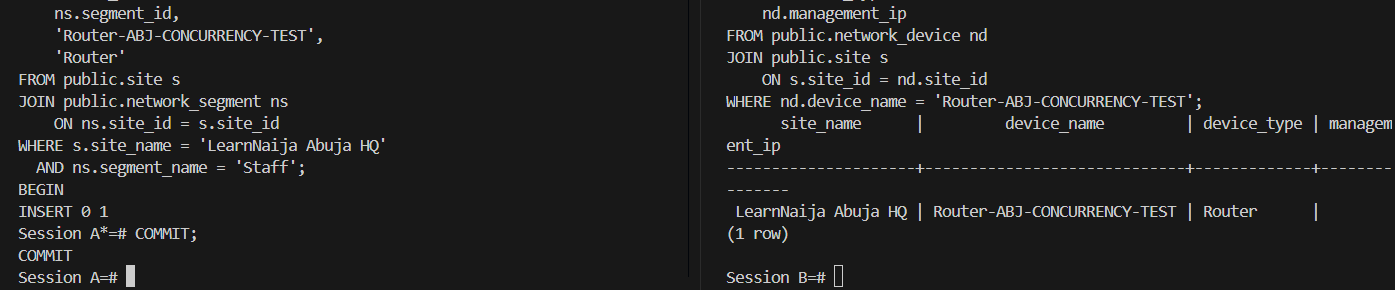 ns.segment_id,
    'Router-ABJ-CONCURRENCY-TEST',
    'Router'
FROM public.site s
JOIN public.network_segment ns
    ON ns.site_id = s.site_id
WHERE s.site_name = 'LearnNaija Abuja HQ'
  AND ns.segment_name = 'Staff';
BEGIN
INSERT 0 1
Session A*=# COMMIT;
COMMIT
Session A=#
    nd.management_ip
FROM public.network_device nd
JOIN public.site s
    ON s.site_id = nd.site_id
WHERE nd.device_name = 'Router-ABJ-CONCURRENCY-TEST';
      site_name      |         device_name         | device_type | managem
ent_ip
---------------------+-----------------------------+-------------+--------
-------
 LearnNaija Abuja HQ | Router-ABJ-CONCURRENCY-TEST | Router      |
(1 row)
Session B=#